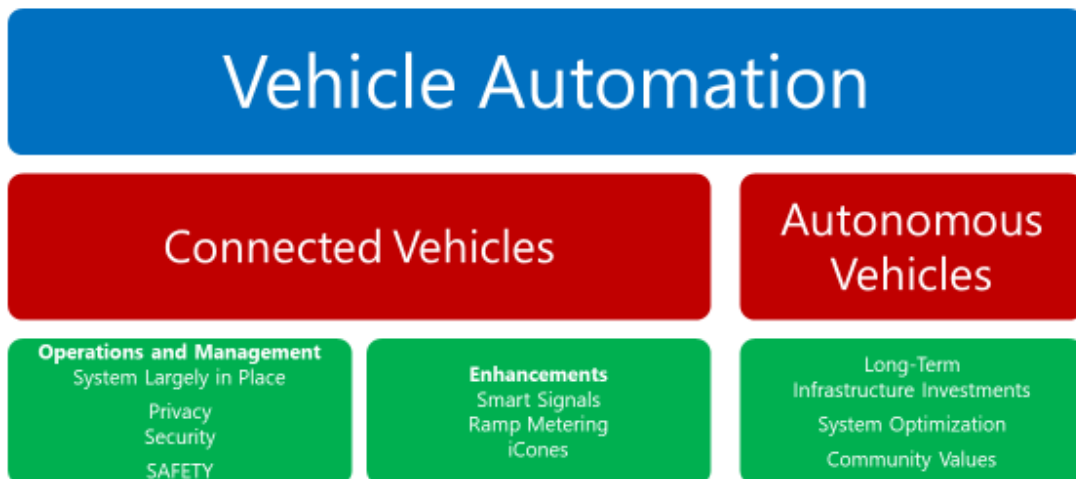 Vehicle Automation
Connected Vehicles
Autonomous
Vehicles
Operations and Management
System Largely in Place
Privacy
Security
SAFETY
Enhancements
Smart Signals
Ramp Metering
iCones
Long-Term
Infrastructure Investments
System Optimization
Community Values